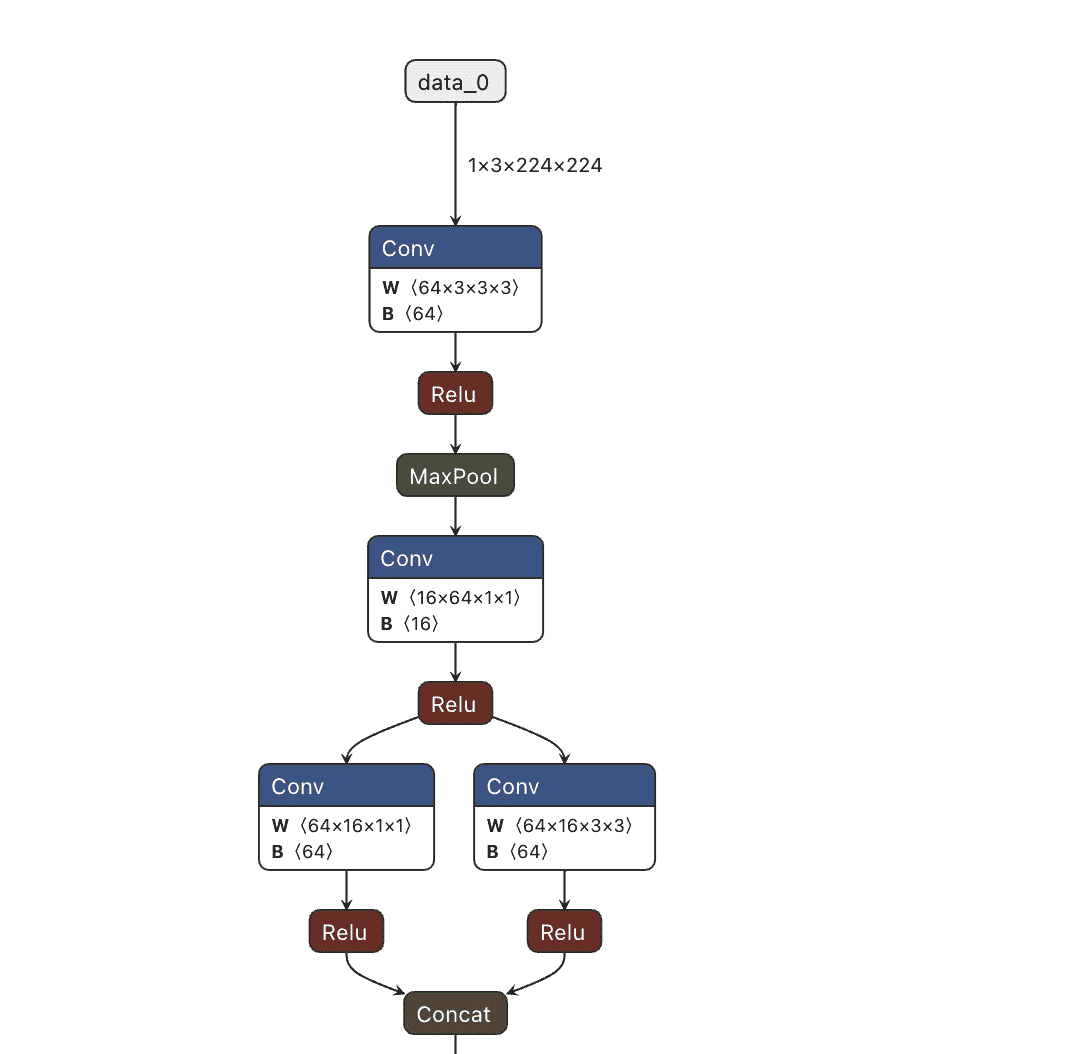 data_0
1×3×224×224
Conv
W 〈64×3×3×3〉
B 〈64〉
Relu
MaxPool
Conv
W 〈16×64×1×1〉
B 〈16〉
Relu
Conv
W 〈64×16×1×1〉
B 〈64〉
Conv
W 〈64×16×3×3〉
B 〈64〉
Relu
Relu
Concat